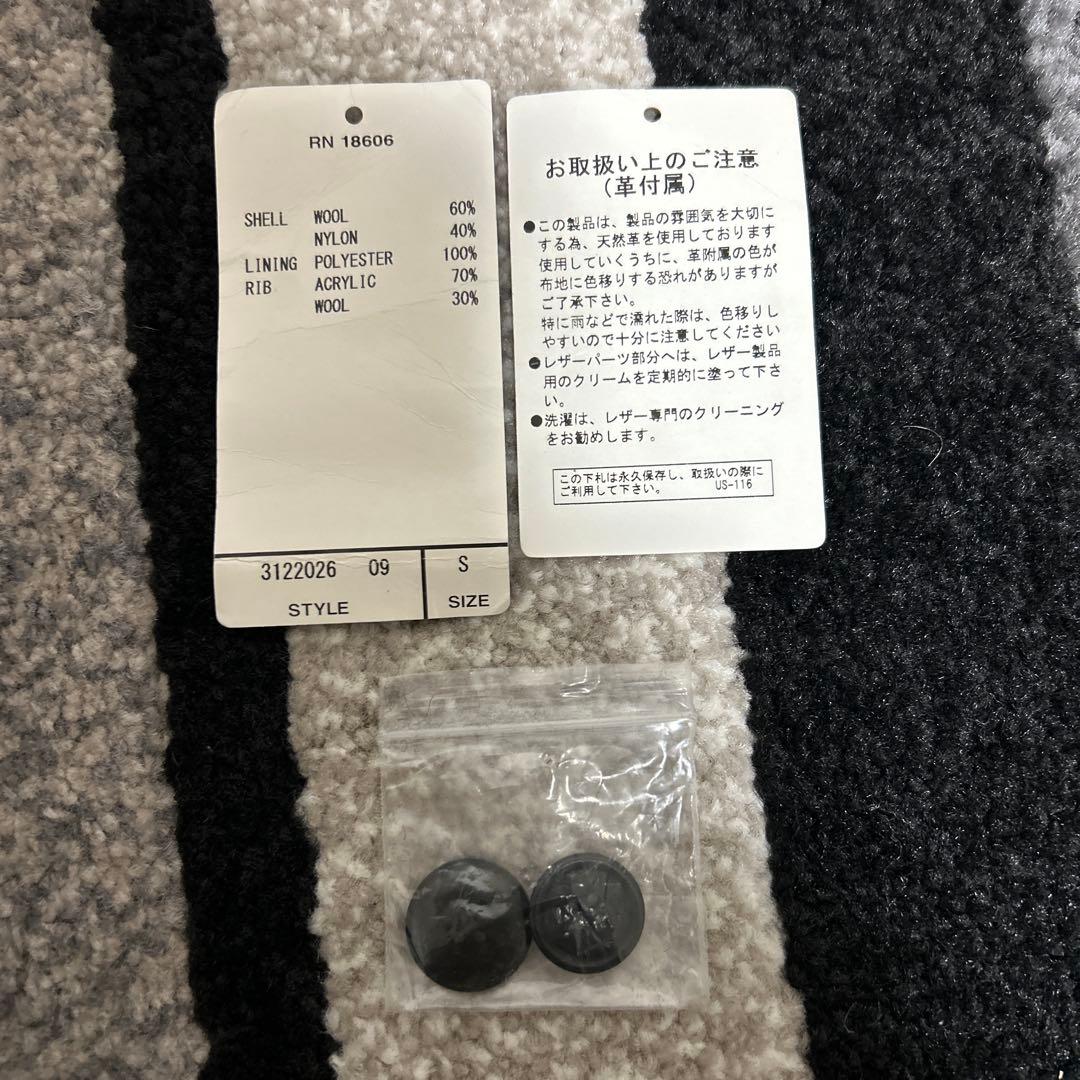 RN 18606
SHELL WOOL 60%
NYLON 40%
LINING POLYESTER 100%
RIB ACRYLIC 70%
WOOL 30%
3122026 09 S
STYLE SIZE
お取扱い上のご注意
（革付属）
●この製品は、製品の雰囲気を大切に
する為、天然革を使用しております
使用していくうちに、革附属の色が
布地に色移りする恐れがありますが
ご了承下さい。
特に雨などで濡れた際は、色移りし
やすいので十分に注意してください
●レザーパーツ部分へは、レザー製品
用のクリームを定期的に塗って下さ
い。
●洗濯は、レザー専門のクリーニング
をお勧めします。
この下札は永久保存し、取扱いの際に
ご利用して下さい。 US-116